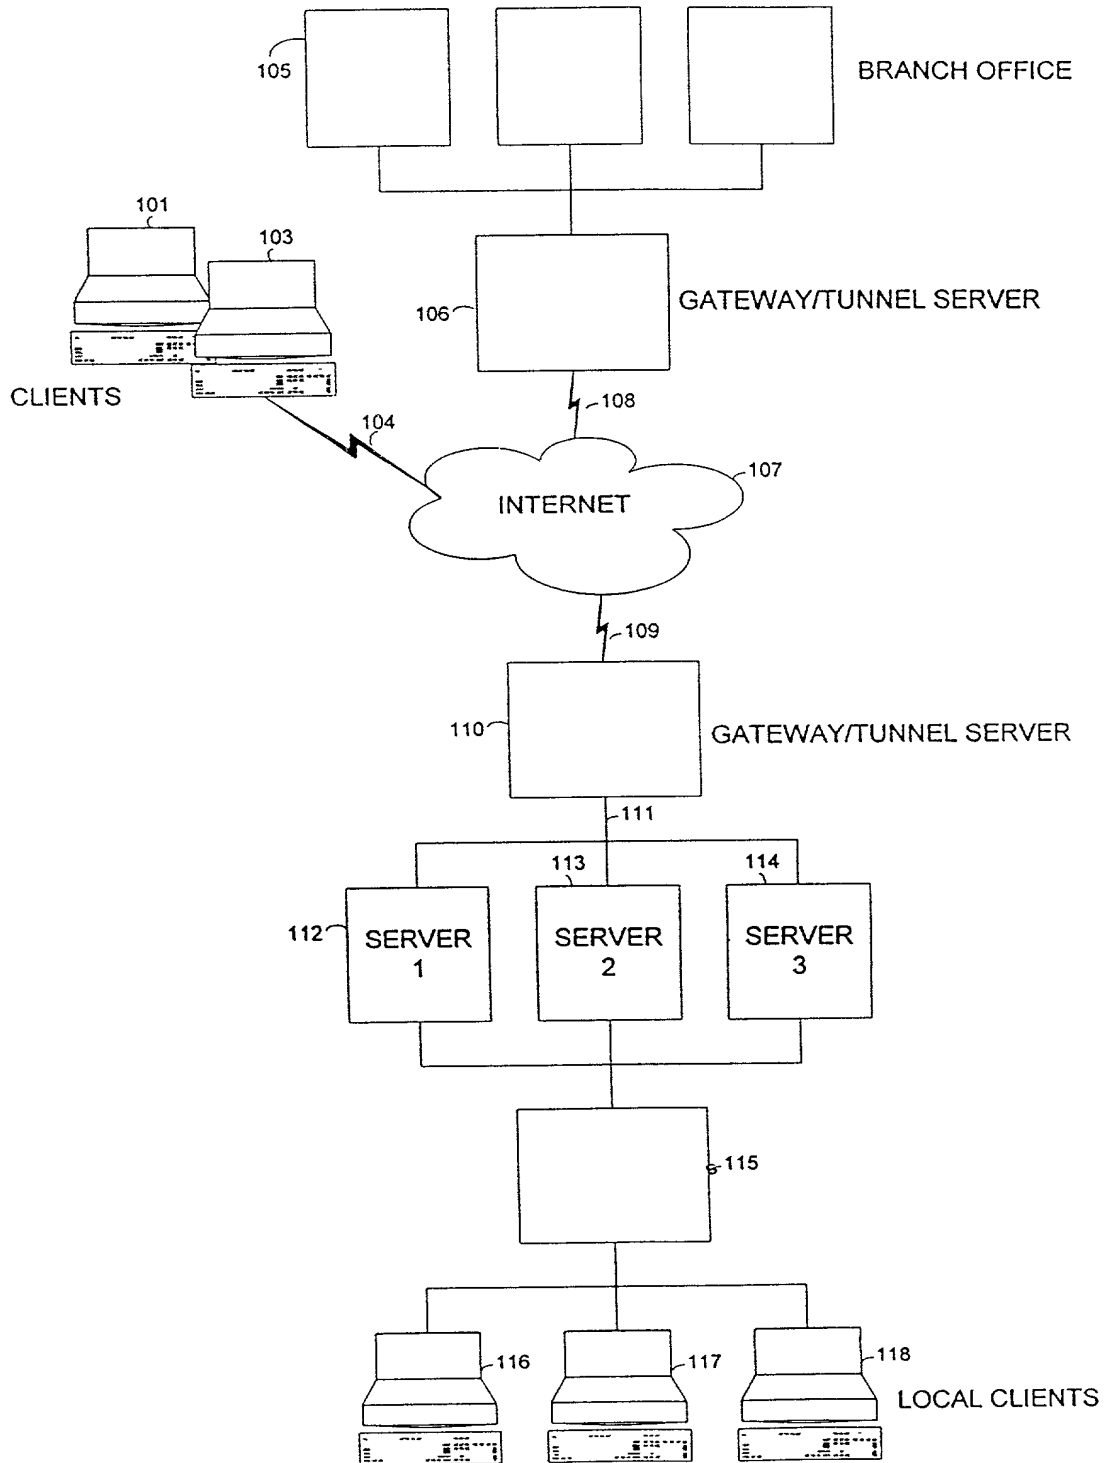 105
BRANCH OFFICE
101
103
106
GATEWAY/TUNNEL SERVER
CLIENTS
108
104
107
INTERNET
109
110
GATEWAY/TUNNEL SERVER
111
113
114
112
SERVER
1
SERVER
2
SERVER
3
115
116
117
118
LOCAL CLIENTS